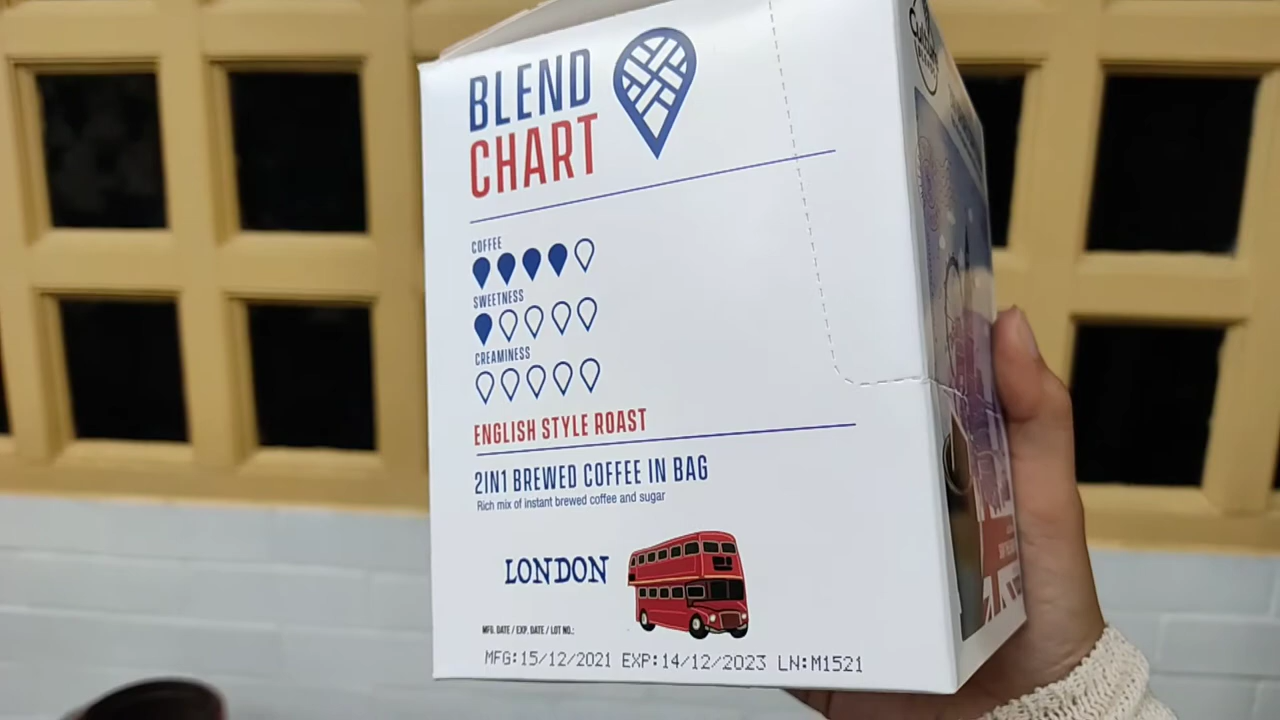 BLEND
CHART
COFFEE
SWEETNESS
CREAMINESS
ENGLISH STYLE ROAST
2IN1 BREWED COFFEE IN BAG
Rich mix of instant brewed coffee and sugar
LONDON
MFG. DATE / EXP. DATE / LOT NO.:
MFG:15/12/2021 EXP:14/12/2023 LN:M1521